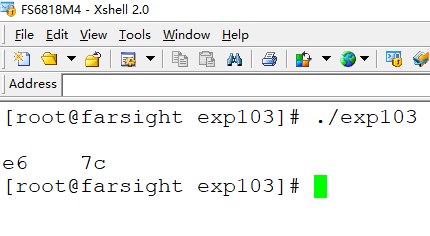 FS6818M4 - Xshell 2.0
File Edit View Tools Window Help
Address
[root@farsight exp103]# ./exp103
e6 7c
[root@farsight exp103]#